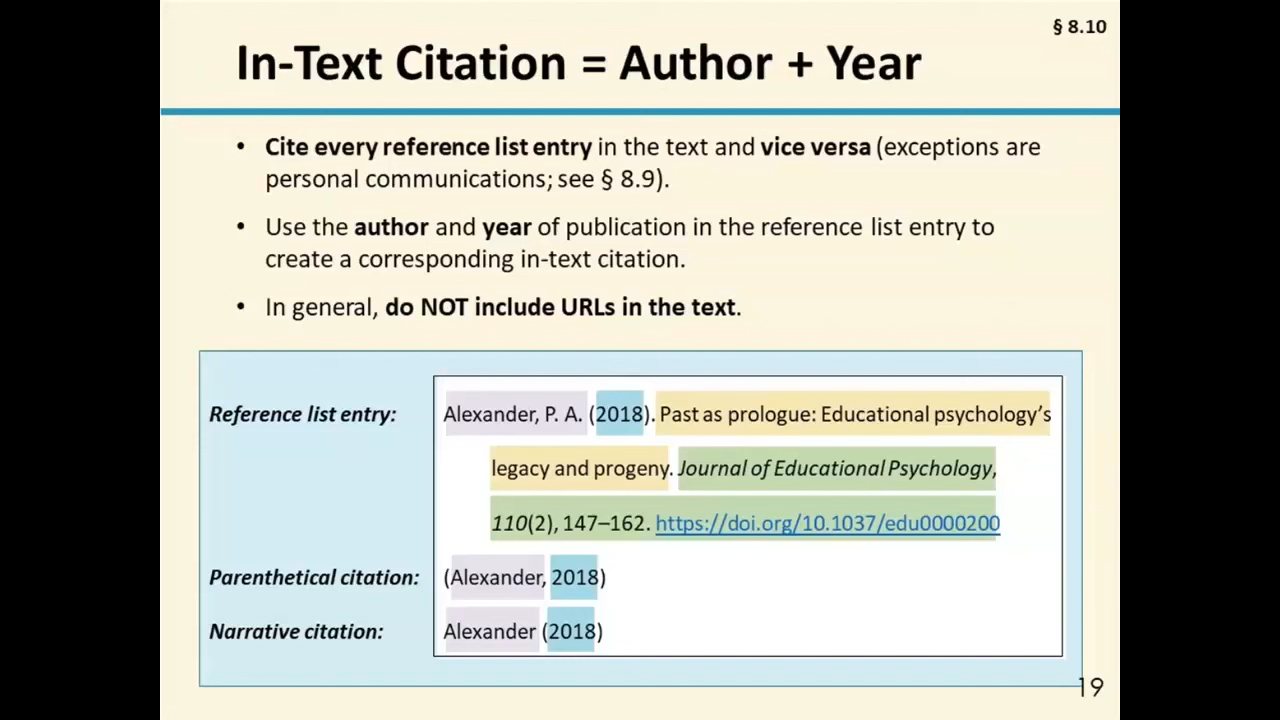 § 8.10
In-Text Citation = Author + Year
• Cite every reference list entry in the text and vice versa (exceptions are
personal communications; see § 8.9).
• Use the author and year of publication in the reference list entry to
create a corresponding in-text citation.
• In general, do NOT include URLs in the text.
Reference list entry: Alexander, P. A. (2018). Past as prologue: Educational psychology’s
legacy and progeny. Journal of Educational Psychology,
110(2), 147–162. https://doi.org/10.1037/edu0000200
Parenthetical citation: (Alexander, 2018)
Narrative citation: Alexander (2018)
19